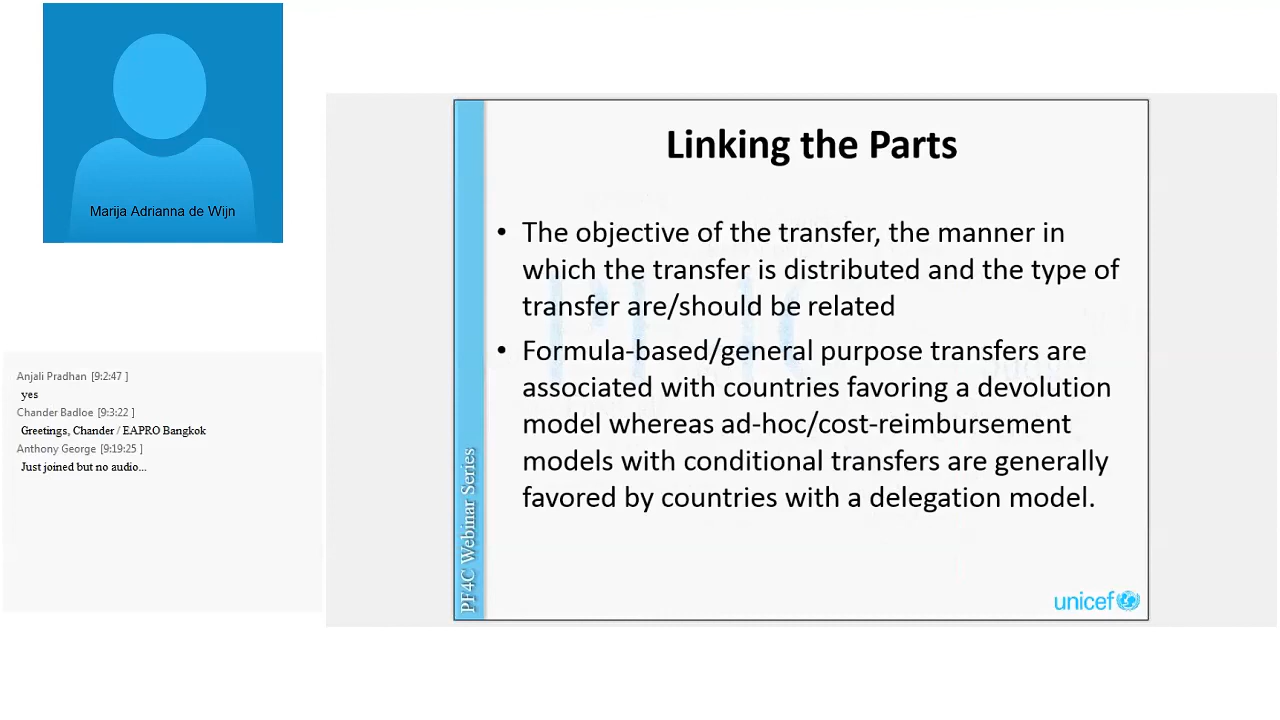 Marija Adrianna de Wijn
Anjali Pradhan [9:2:47 ]
yes
Chander Badloe [9:3:22 ]
Greetings, Chander / EAPRO Bangkok
Anthony George [9:19:25 ]
Just joined but no audio...
Linking the Parts
• The objective of the transfer, the manner in
which the transfer is distributed and the type of
transfer are/should be related
• Formula-based/general purpose transfers are
associated with countries favoring a devolution
model whereas ad-hoc/cost-reimbursement
models with conditional transfers are generally
favored by countries with a delegation model.
PF4C Webinar Series
unicef